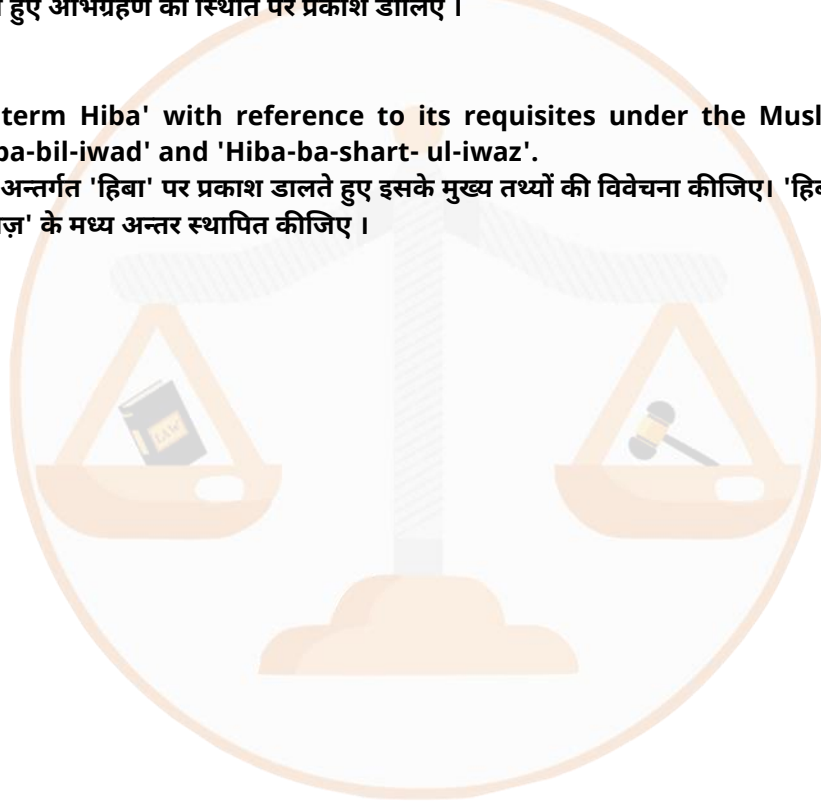 हुए अभिग्रहण की स्थिति पर प्रकाश डालिए ।
term Hiba' with reference to its requisites under the Musl
ba-bil-iwad' and 'Hiba-ba-shart- ul-iwaz'.
अन्तर्गत 'हिबा' पर प्रकाश डालते हुए इसके मुख्य तथ्यों की विवेचना कीजिए। 'हिब
ज़' के मध्य अन्तर स्थापित कीजिए ।
LAW